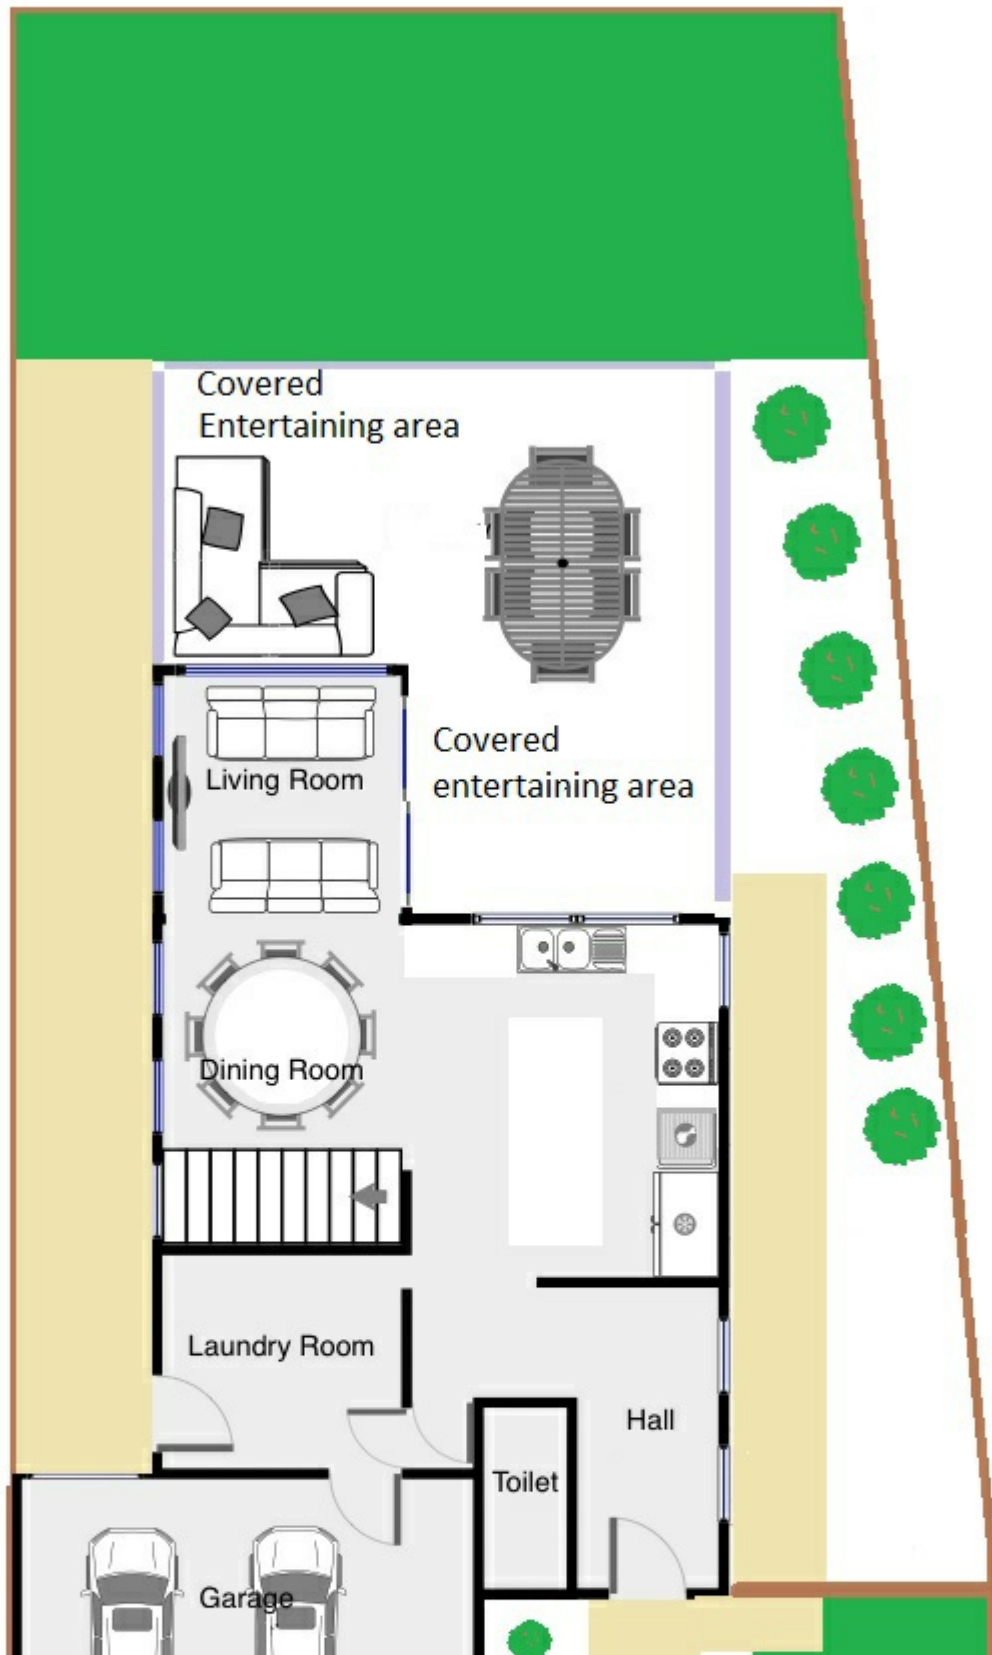 Covered
Entertaining area
Covered
entertaining area
Living Room
Dining Room
Laundry Room
Hall
Toilet
Garage